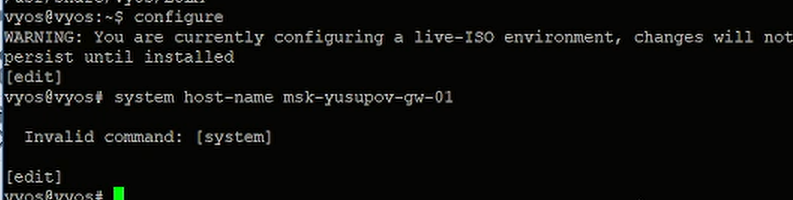 vyos@vyos:~$ configure
WARNING: You are currently configuring a live-ISO environment, changes will not
persist until installed
[edit]
vyos@vyos# system host-name msk-yusupov-gw-01
Invalid command: [system]
[edit]
vyos@vyos#